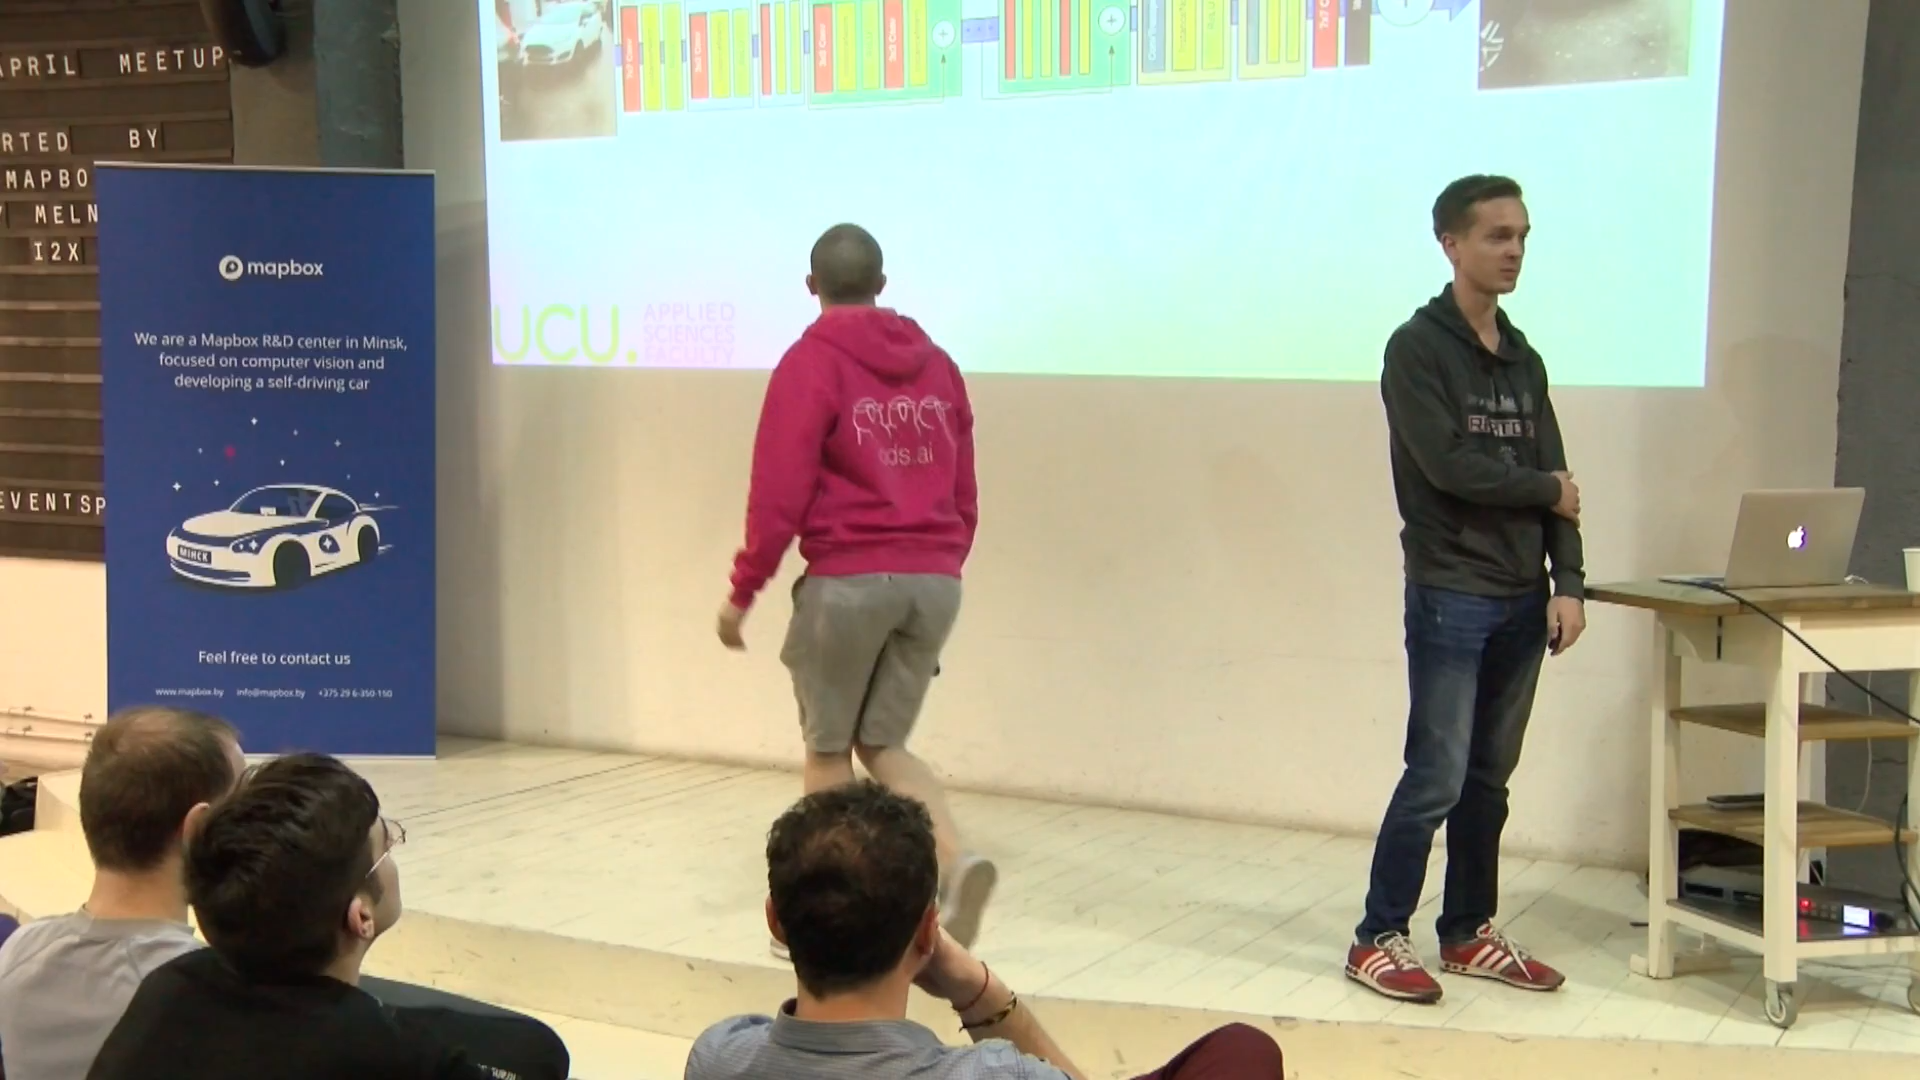 APRIL MEETUP
RTED BY
MAPBO
MELN
I2X
EVENTSP
mapbox
We are a Mapbox R&D center in Minsk,
focused on computer vision and
developing a self-driving car
МІНСК
Feel free to contact us
www.mapbox.by info@mapbox.by +375 29 6-350-150
UCU.
APPLIED
SCIENCES
FACULTY
ods.ai